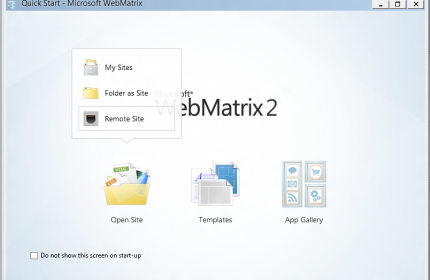 Quick Start - Microsoft WebMatrix
My Sites
Folder as Site
Remote Site
WebMatrix 2
Open Site
Templates
App Gallery
Do not show this screen on start-up